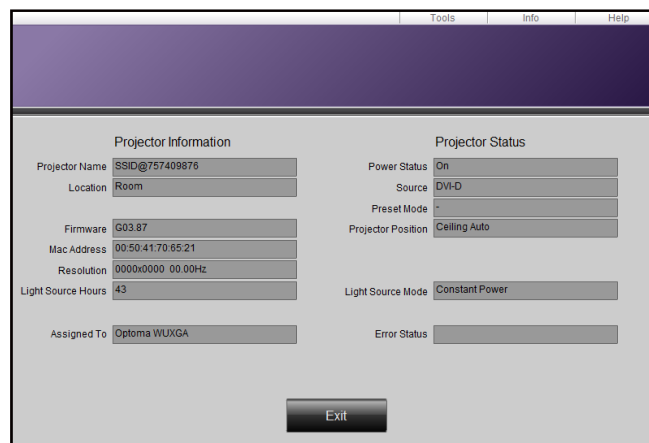 Tools Info Help
Projector Information
Projector Name SSID@757409876
Location Room
Firmware G03.87
Mac Address 00:50:41:70:65:21
Resolution 0000x0000 00.00Hz
Light Source Hours 43
Assigned To Optoma WUXGA
Projector Status
Power Status On
Source DVI-D
Preset Mode -
Projector Position Ceiling Auto
Light Source Mode Constant Power
Error Status
Exit